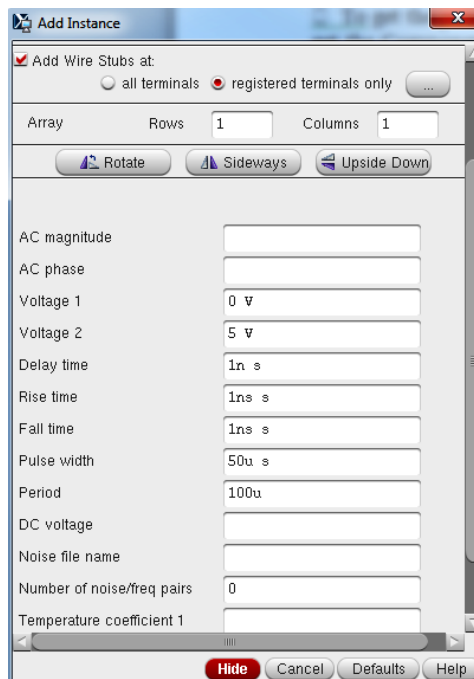 Add Instance
Add Wire Stubs at:
all terminals registered terminals only ...
Array Rows 1 Columns 1
Rotate Sideways Upside Down
AC magnitude
AC phase
Voltage 1 0 V
Voltage 2 5 V
Delay time 1n s
Rise time 1ns s
Fall time 1ns s
Pulse width 50u s
Period 100u
DC voltage
Noise file name
Number of noise/freq pairs 0
Temperature coefficient 1
Hide Cancel Defaults Help